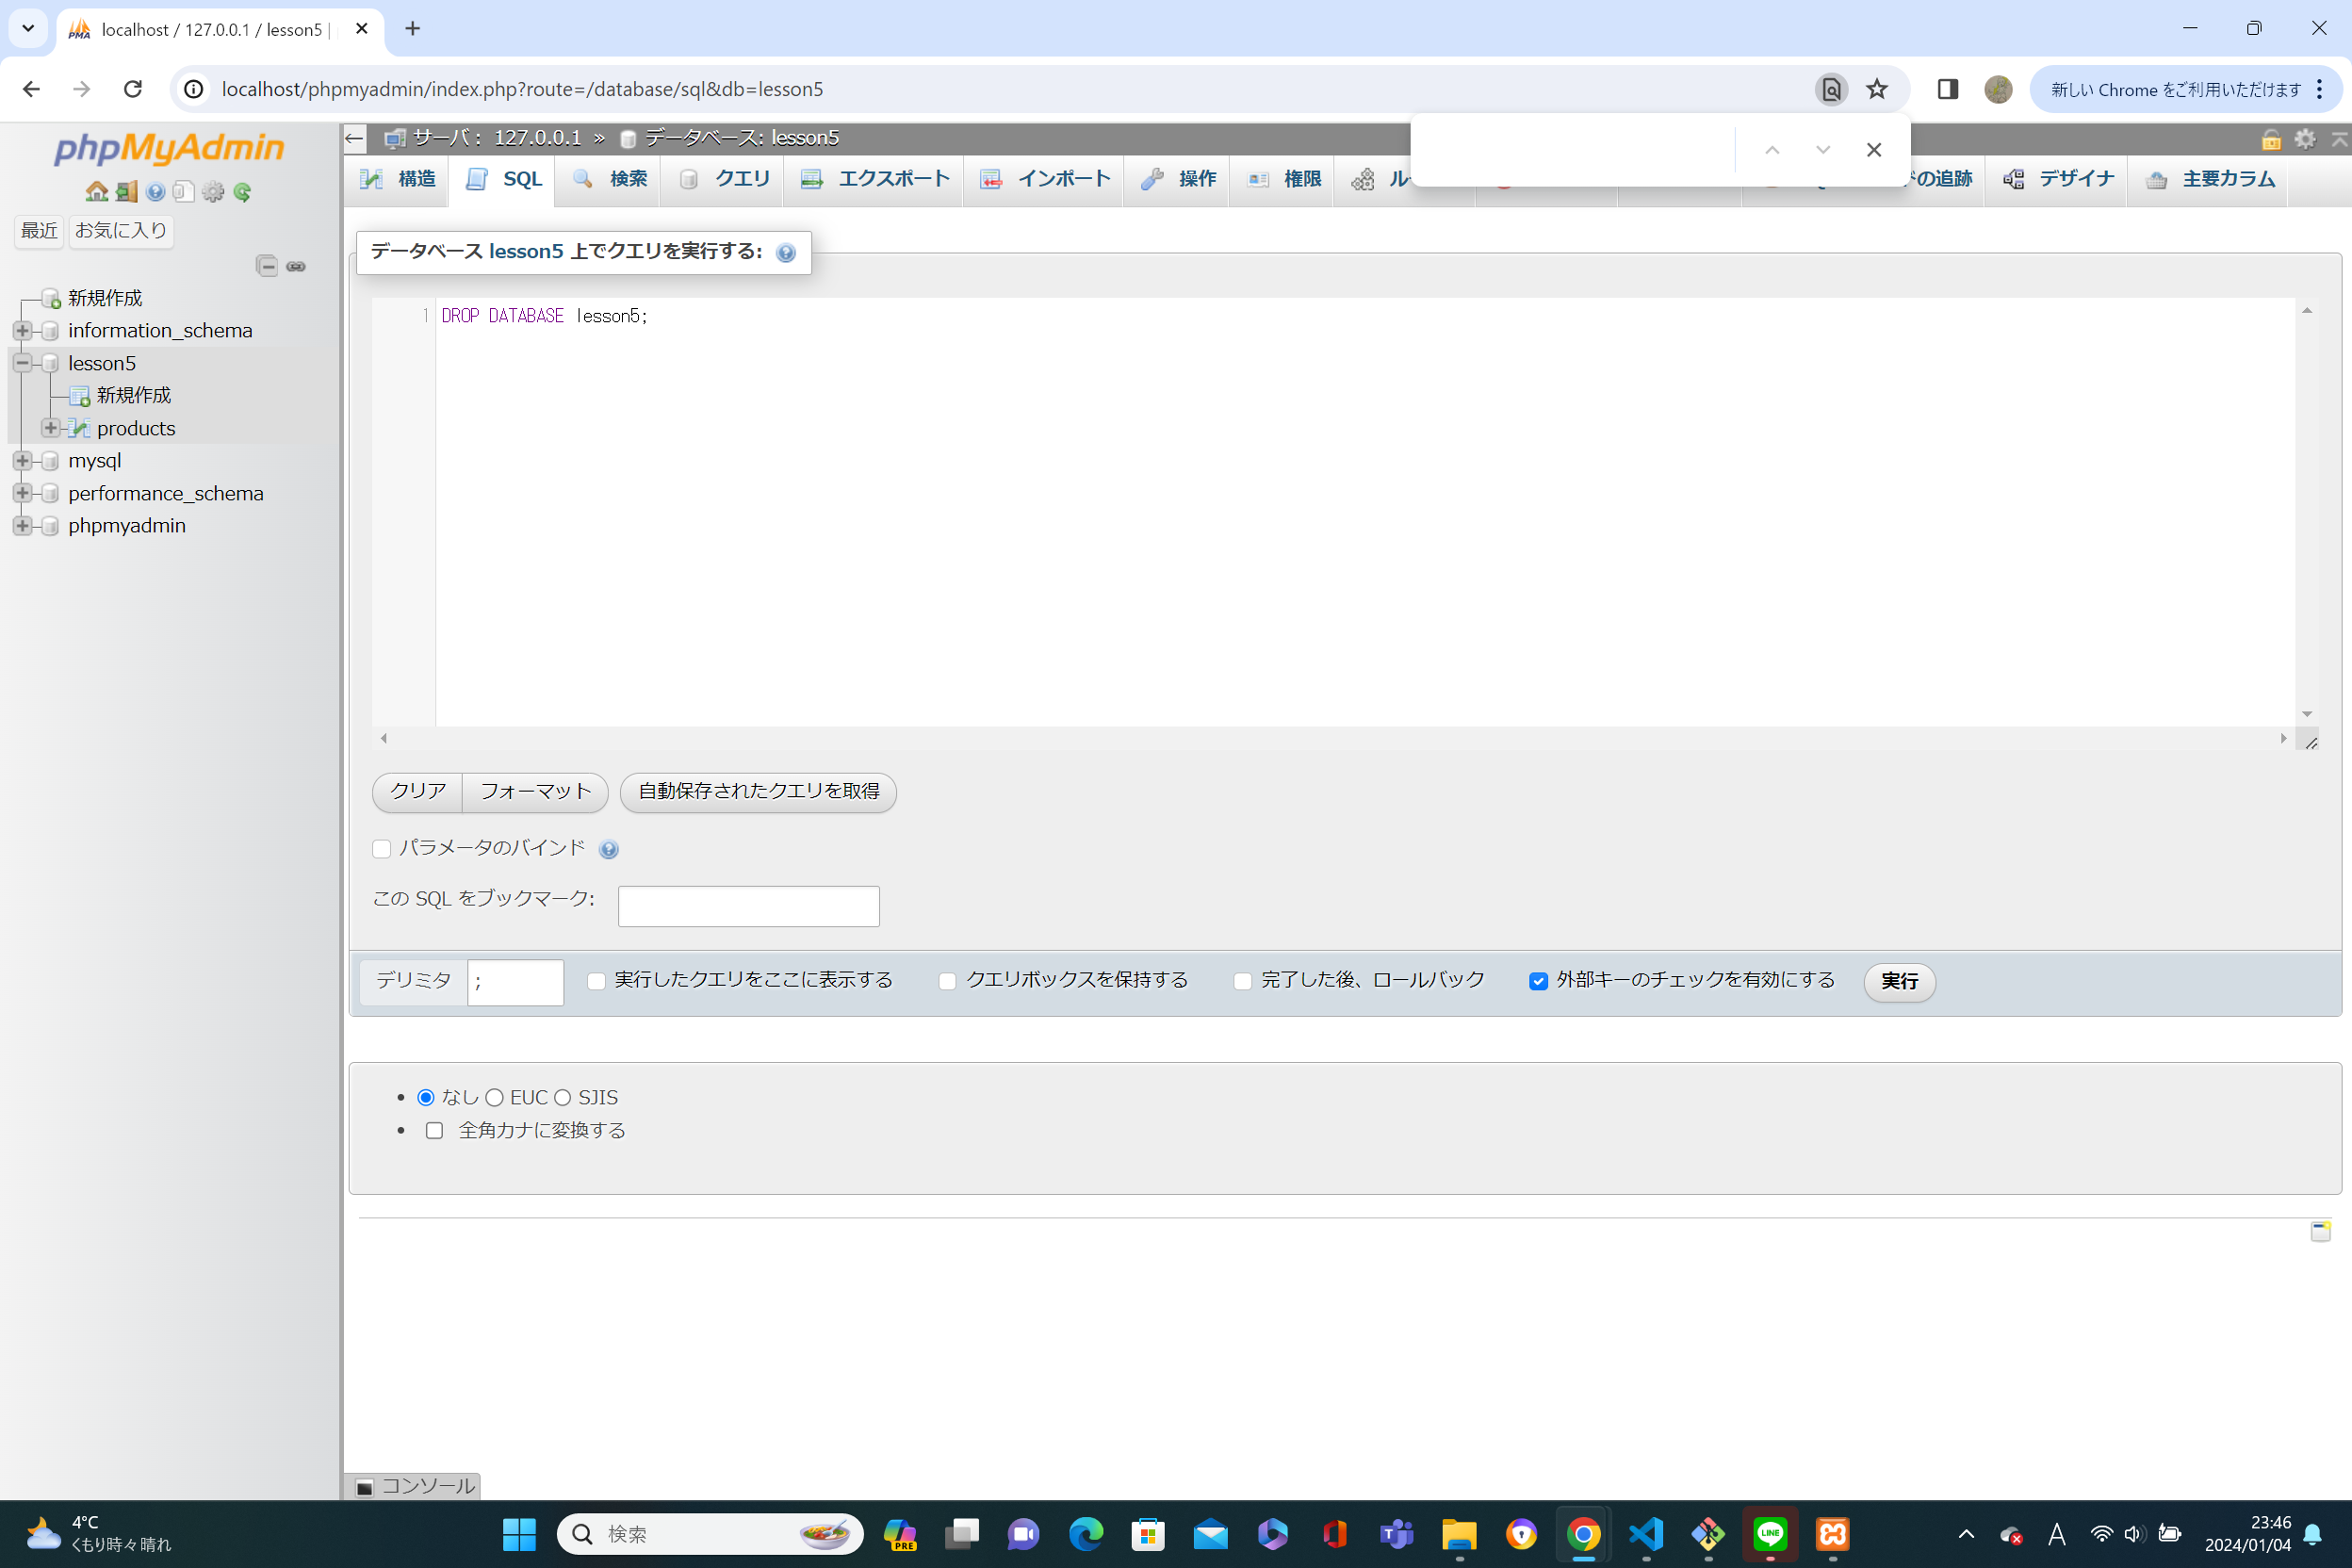 localhost / 127.0.0.1 / lesson5 |
localhost/phpmyadmin/index.php?route=/database/sql&db=lesson5
新しい Chrome をご利用いただけます
phpMyAdmin
最近 お気に入り
新規作成
information_schema
lesson5
新規作成
products
mysql
performance_schema
phpmyadmin
サーバ: 127.0.0.1 » データベース: lesson5
構造 SQL 検索 クエリ エクスポート インポート 操作 権限 の追跡 デザイナ 主要カラム
データベース lesson5 上でクエリを実行する:
1 DROP DATABASE lesson5;
クリア フォーマット 自動保存されたクエリを取得
パラメータのバインド
この SQL をブックマーク:
デリミタ ; 実行したクエリをここに表示する クエリボックスを保持する 完了した後、ロールバック 外部キーのチェックを有効にする 実行
なし EUC SJIS
全角カナに変換する
コンソール
4°C
くもり時々晴れ
検索
PRE
LINE
A
23:46
2024/01/04